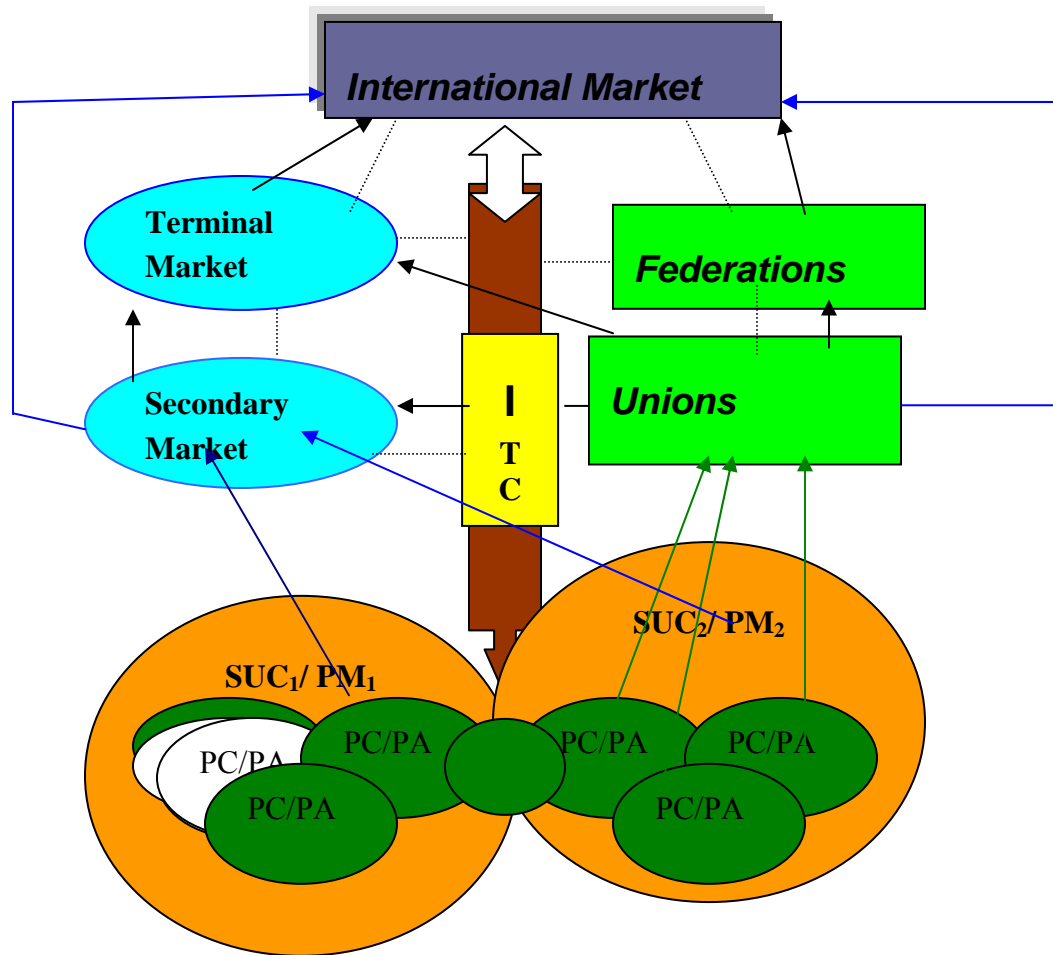 International Market
Terminal
Market
Federations
Secondary
Market
Unions
I
T
C
SUC₁/ PM₁
SUC₂/ PM₂
PC/PA
PC/PA
PC/PA
PC/PA
PC/PA
PC/PA